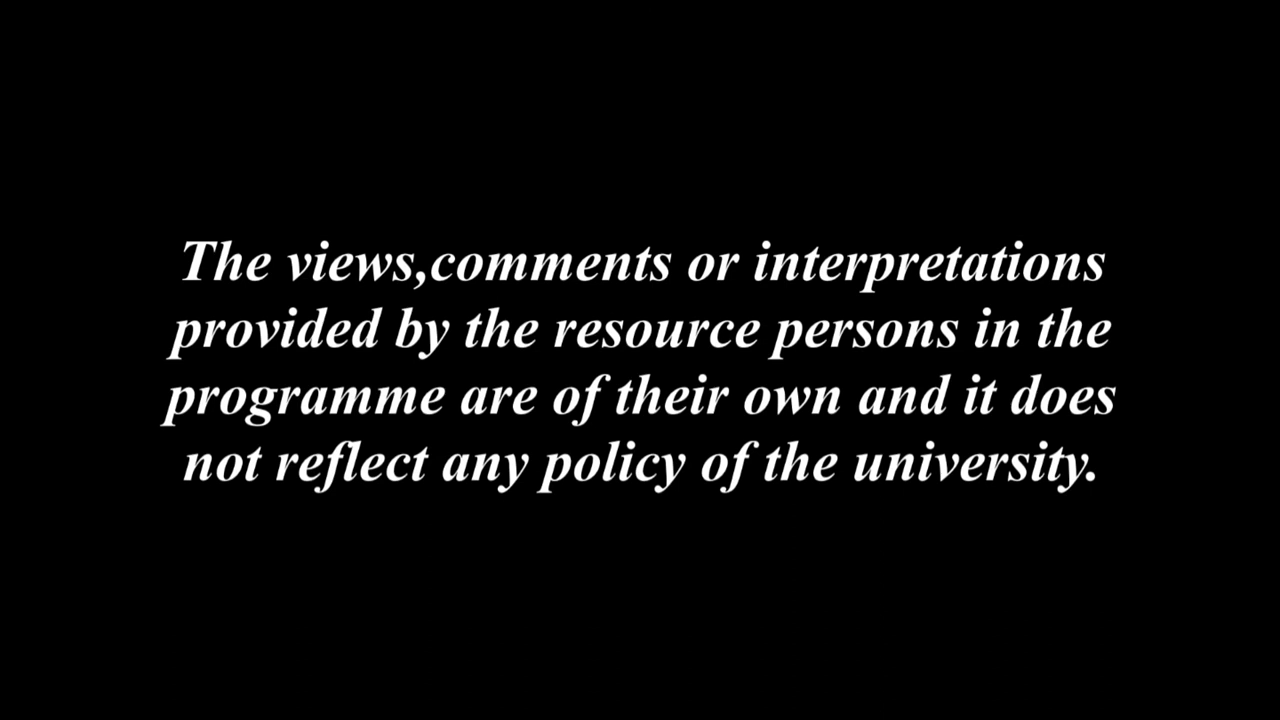 The views,comments or interpretations
provided by the resource persons in the
programme are of their own and it does
not reflect any policy of the university.